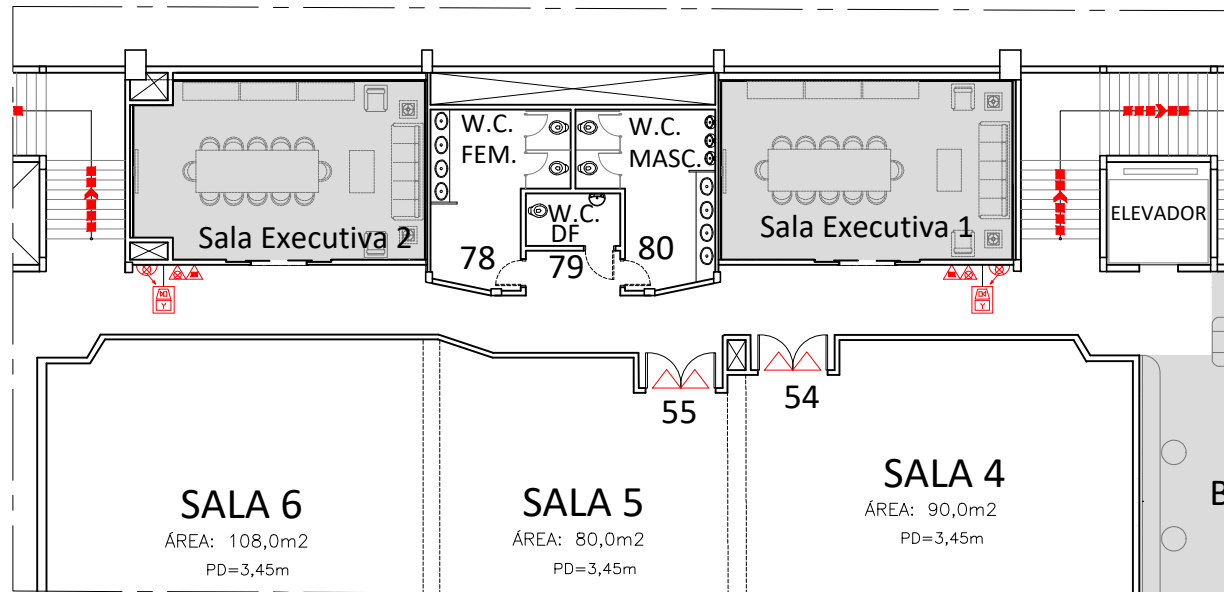 W.C.
FEM.
W.C.
MASC.
W.C.
DF
Sala Executiva 2
Sala Executiva 1
ELEVADOR
78
79
80
Y
Y
55
54
SALA 6
ÁREA: 108,0m2
PD=3,45m
SALA 5
ÁREA: 80,0m2
PD=3,45m
SALA 4
ÁREA: 90,0m2
PD=3,45m
B